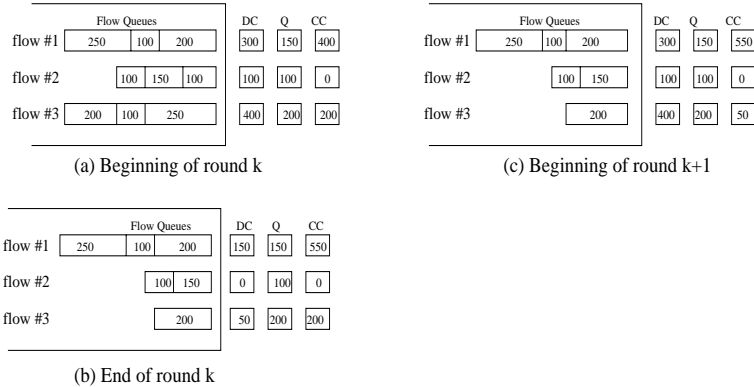 Flow Queues DC Q CC
flow #1 250 100 200 300 150 400
flow #2 100 150 100 100 100 0
flow #3 200 100 250 400 200 200
(a) Beginning of round k
Flow Queues DC Q CC
flow #1 250 100 200 300 150 550
flow #2 100 150 100 100 0
flow #3 200 400 200 50
(c) Beginning of round k+1
Flow Queues DC Q CC
flow #1 250 100 200 150 150 550
flow #2 100 150 0 100 0
flow #3 200 50 200 200
(b) End of round k